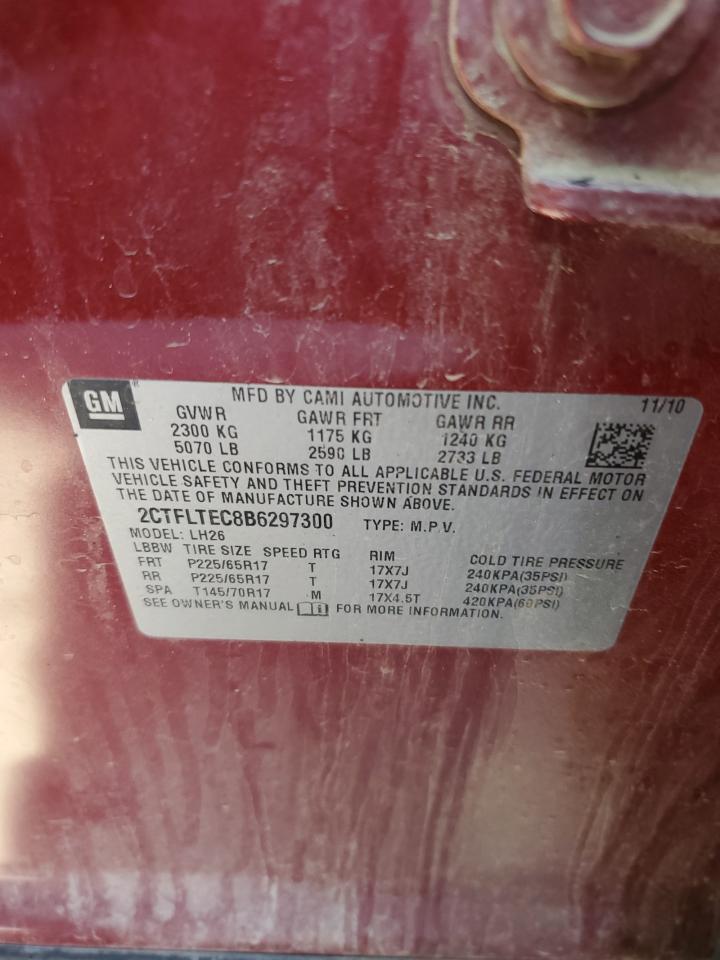 GM® MFD BY CAMI AUTOMOTIVE INC. 11/10
GVWR GAWR FRT GAWR RR
2300 KG 1175 KG 1240 KG
5070 LB 2590 LB 2733 LB
THIS VEHICLE CONFORMS TO ALL APPLICABLE U.S. FEDERAL MOTOR
VEHICLE SAFETY AND THEFT PREVENTION STANDARDS IN EFFECT ON
THE DATE OF MANUFACTURE SHOWN ABOVE.
2CTFLTEC8B6297300 TYPE: M.P.V.
MODEL: LH26
LBBW TIRE SIZE SPEED RTG RIM COLD TIRE PRESSURE
FRT P225/65R17 T 17X7J 240KPA(35PSI)
RR P225/65R17 T 17X7J 240KPA(35PSI)
SPA T145/70R17 M 17X4.5T 420KPA(60PSI)
SEE OWNER'S MANUAL FOR MORE INFORMATION.